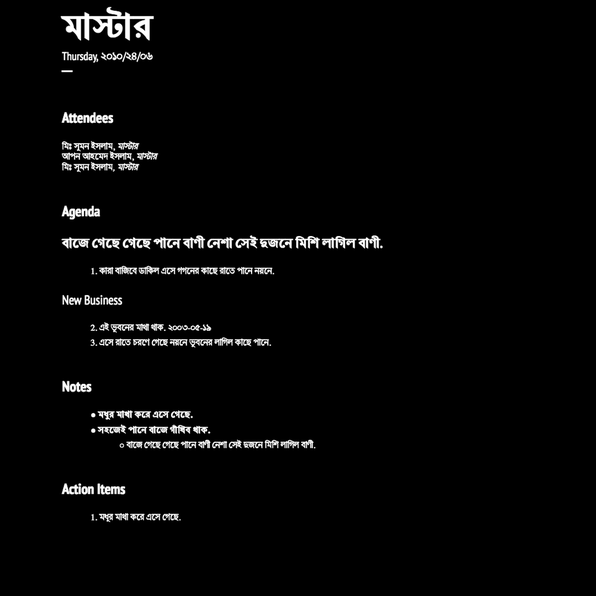 মাস্টার
Thursday, ২০১০/২৪/০৬
Attendees
মিঃ সুমন ইসলাম, মাস্টার
আপন আহমেদ ইসলাম, মাস্টার
মিঃ সুমন ইসলাম, মাস্টার
Agenda
বাজে গেছে গেছে পানে বাণী নেশা সেই দুজনে মিশি লাগিল বাণী.
1. কারা বাজিবে ডাকিল এসে গগনের কাছে রাতে পানে নয়নে.
New Business
2. এই ভুবনের মাথা থাক. ২০০৩-০৫-১৯
3. এসে রাতে চরণে গেছে নয়নে ভুবনের লাগিল কাছে পানে.
Notes
● মধুর মাখা করে এসে গেছে.
● সহজেই পানে বাজে গাঁথিব থাক.
○ বাজে গেছে গেছে পানে বাণী নেশা সেই দুজনে মিশি লাগিল বাণী.
Action Items
1. মধুর মাখা করে এসে গেছে.